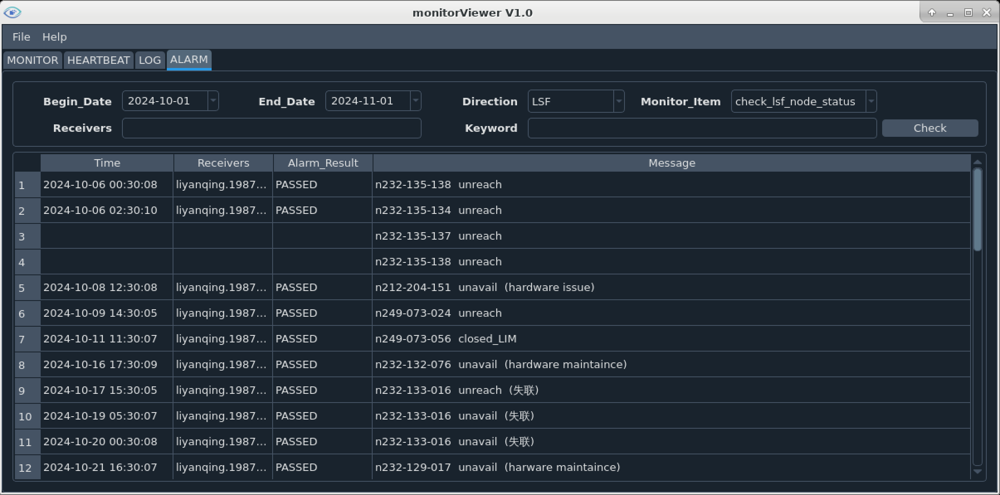 monitorViewer V1.0
File Help
MONITOR HEARTBEAT LOG ALARM
Begin_Date 2024-10-01 End_Date 2024-11-01 Direction LSF Monitor_Item check_lsf_node_status
Receivers Keyword Check
Time Receivers Alarm_Result Message
1 2024-10-06 00:30:08 liyanqing.1987... PASSED n232-135-138 unreach
2 2024-10-06 02:30:10 liyanqing.1987... PASSED n232-135-134 unreach
3 n232-135-137 unreach
4 n232-135-138 unreach
5 2024-10-08 12:30:08 liyanqing.1987... PASSED n212-204-151 unavail (hardware issue)
6 2024-10-09 14:30:05 liyanqing.1987... PASSED n249-073-024 unreach
7 2024-10-11 11:30:07 liyanqing.1987... PASSED n249-073-056 closed_LIM
8 2024-10-16 17:30:09 liyanqing.1987... PASSED n232-132-076 unavail (hardware maintaince)
9 2024-10-17 15:30:05 liyanqing.1987... PASSED n232-133-016 unreach (失联)
10 2024-10-19 05:30:07 liyanqing.1987... PASSED n232-133-016 unavail (失联)
11 2024-10-20 00:30:08 liyanqing.1987... PASSED n232-133-016 unavail (失联)
12 2024-10-21 16:30:07 liyanqing.1987... PASSED n232-129-017 unavail (harware maintaince)